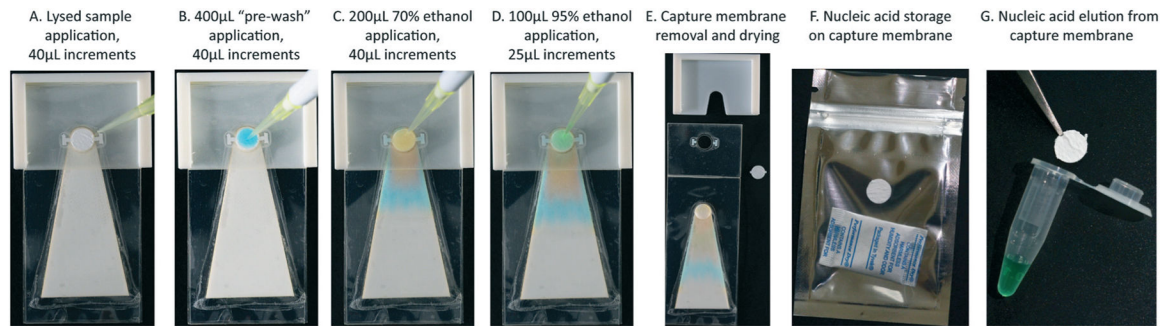 A. Lysed sample
application,
40µL increments
B. 400µL “pre-wash”
application,
40µL increments
C. 200µL 70% ethanol
application,
40µL increments
D. 100µL 95% ethanol
application,
25µL increments
E. Capture membrane
removal and drying
F. Nucleic acid storage
on capture membrane
G. Nucleic acid elution from
capture membrane